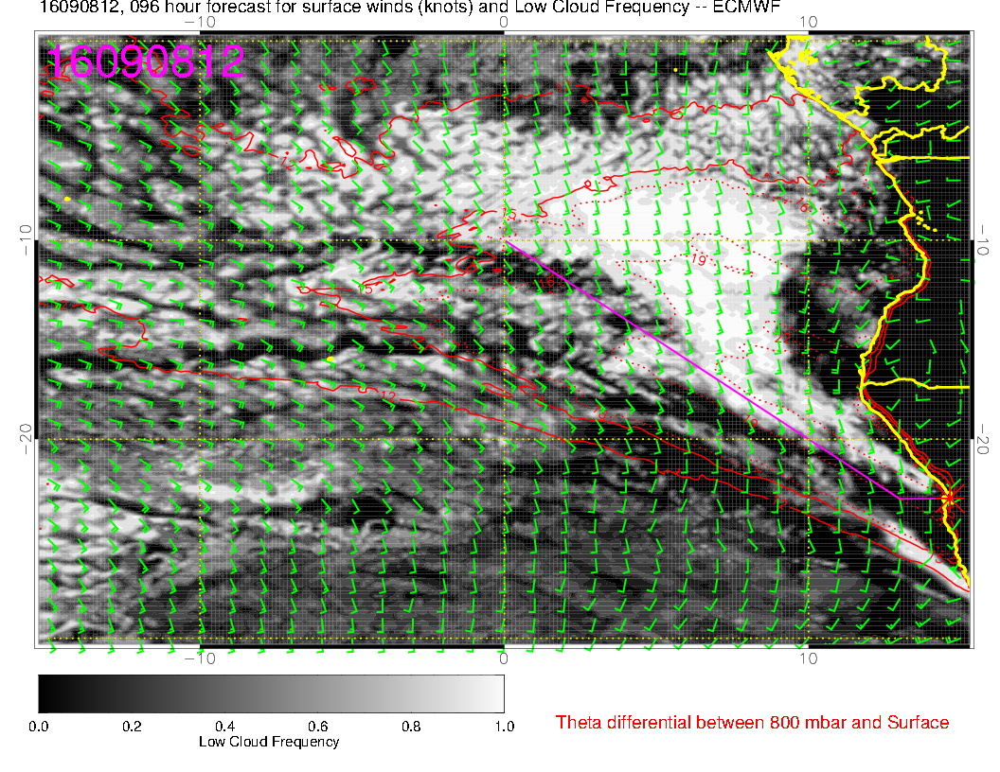 16090812, 096 hour forecast for surface winds (knots) and Low Cloud Frequency -- ECMWF
−10 0 10
16090812
19
16
−10 −10
19
16
15
12
−20 −20
−10 0 10
0.0 0.2 0.4 0.6 0.8 1.0
Low Cloud Frequency
Theta differential between 800 mbar and Surface